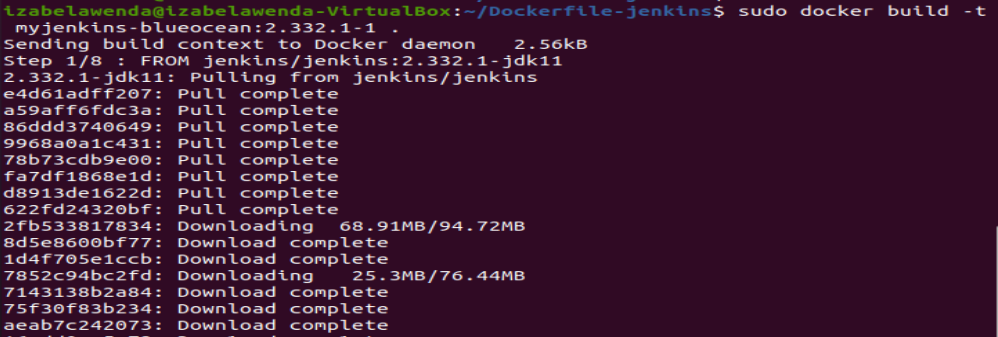 izabelawenda@izabelawenda-VirtualBox:~/Dockerfile-jenkins$ sudo docker build -t
myjenkins-blueocean:2.332.1-1 .
Sending build context to Docker daemon   2.56kB
Step 1/8 : FROM jenkins/jenkins:2.332.1-jdk11
2.332.1-jdk11: Pulling from jenkins/jenkins
e4d61adff207: Pull complete
a59aff6fdc3a: Pull complete
86ddd3740649: Pull complete
9968a0a1c431: Pull complete
78b73cdb9e00: Pull complete
fa7df1868e1d: Pull complete
d8913de1622d: Pull complete
622fd24320bf: Pull complete
2fb533817834: Downloading  68.91MB/94.72MB
8d5e8600bf77: Download complete
1d4f705e1ccb: Download complete
7852c94bc2fd: Downloading   25.3MB/76.44MB
7143138b2a84: Download complete
75f30f83b234: Download complete
aeab7c242073: Download complete